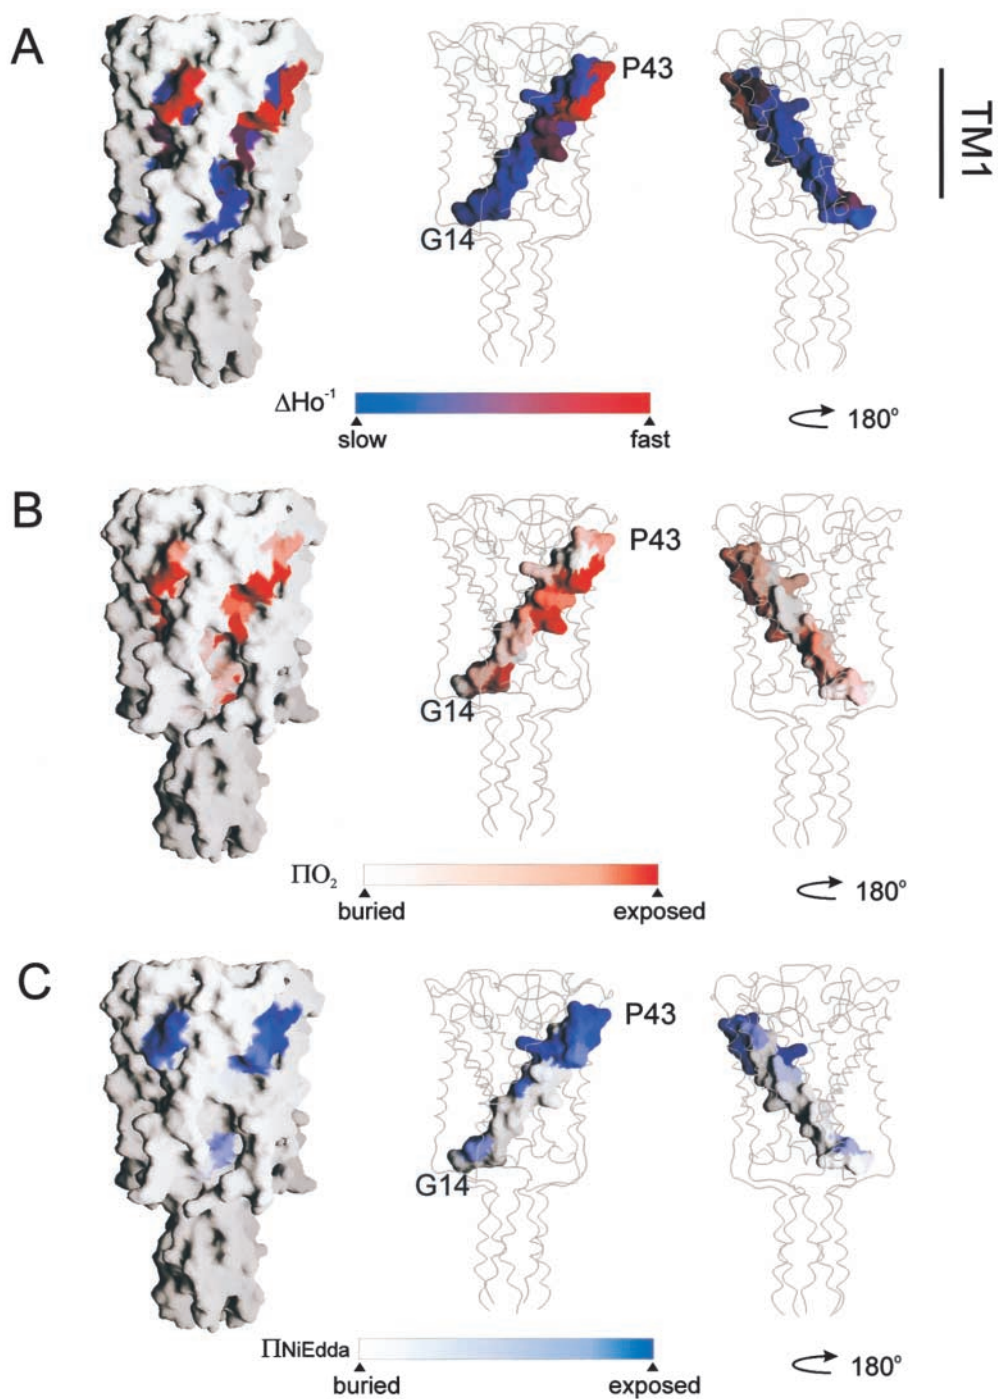 A
P43
G14
TM1
ΔHo⁻¹
slow
fast
180°
B
P43
G14
ΠO₂
buried
exposed
180°
C
P43
G14
ΠNiEdda
buried
exposed
180°